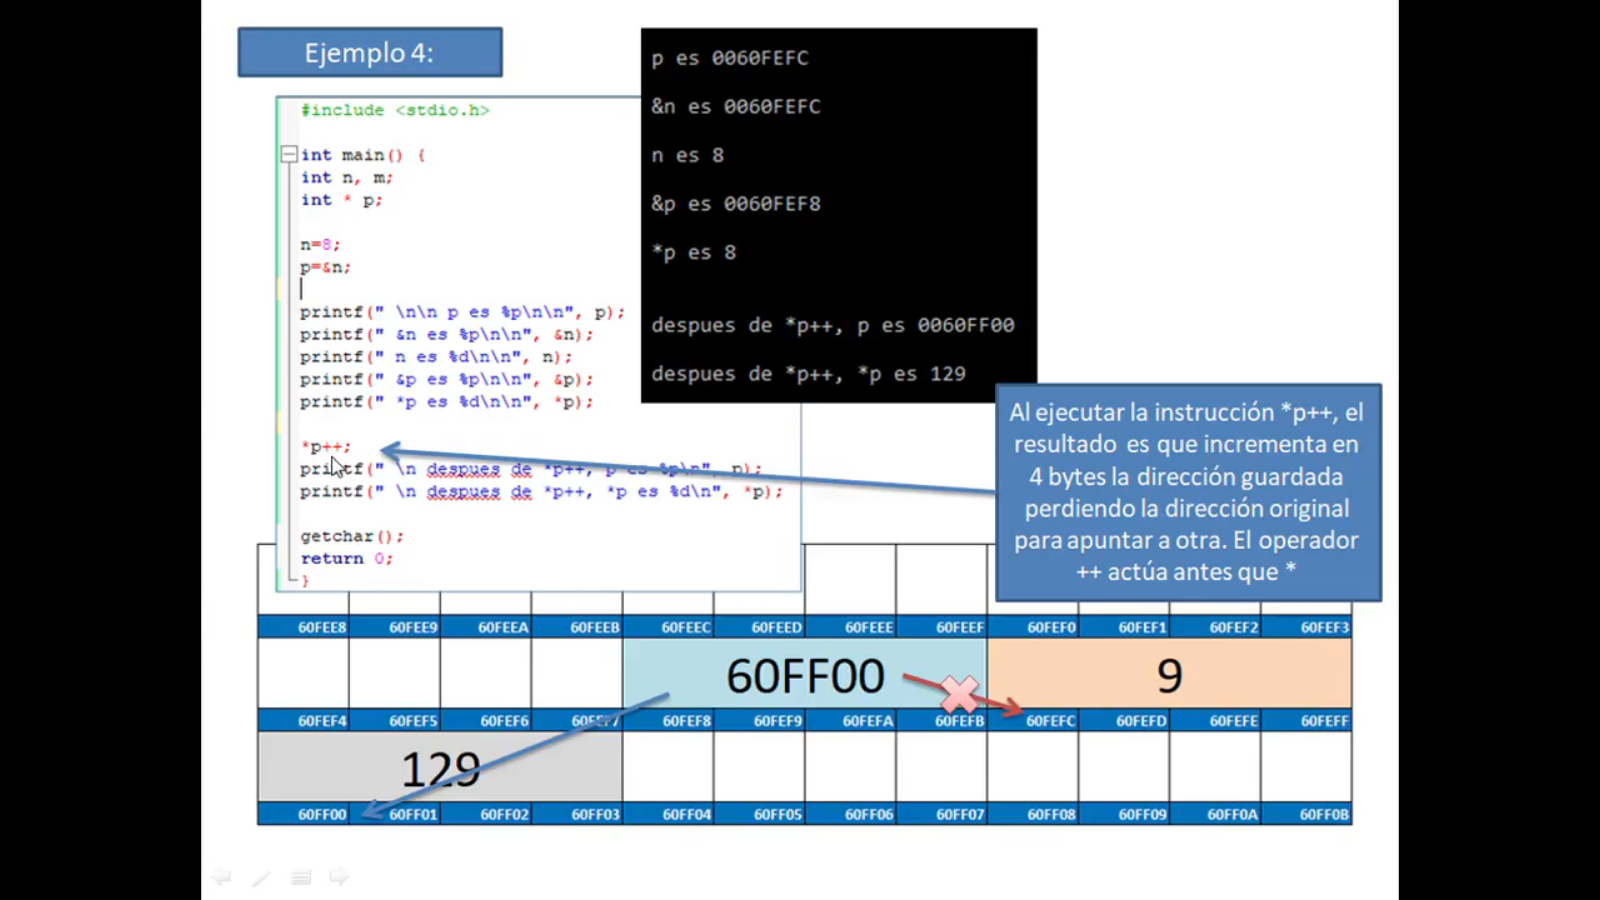 Ejemplo 4:
#include <stdio.h>
int main() {
int n, m;
int * p;
n=8;
p=&n;
printf(" \n\n p es %p\n\n", p);
printf(" &n es %p\n\n", &n);
printf(" n es %d\n\n", n);
printf(" &p es %p\n\n", &p);
printf(" *p es %d\n\n", *p);
*p++;
printf(" \n despues de *p++, p es %p\n", p);
printf(" \n despues de *p++, *p es %d\n", *p);
getchar();
return 0;
}
p es 0060FEFC
&n es 0060FEFC
n es 8
&p es 0060FEF8
*p es 8
despues de *p++, p es 0060FF00
despues de *p++, *p es 129
Al ejecutar la instrucción *p++, el
resultado es que incrementa en
4 bytes la dirección guardada
perdiendo la dirección original
para apuntar a otra. El operador
++ actúa antes que *
60FEE8 60FEE9 60FEEA 60FEEB 60FEEC 60FEED 60FEEE 60FEEF 60FEF0 60FEF1 60FEF2 60FEF3
60FF00 9
60FEF4 60FEF5 60FEF6 60FEF7 60FEF8 60FEF9 60FEFA 60FEFB 60FEFC 60FEFD 60FEFE 60FEFF
129
60FF00 60FF01 60FF02 60FF03 60FF04 60FF05 60FF06 60FF07 60FF08 60FF09 60FF0A 60FF0B